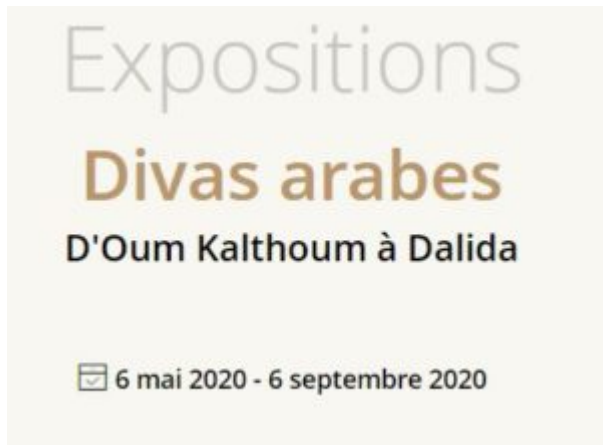 Expositions
Divas arabes
D'Oum Kalthoum à Dalida
6 mai 2020 - 6 septembre 2020